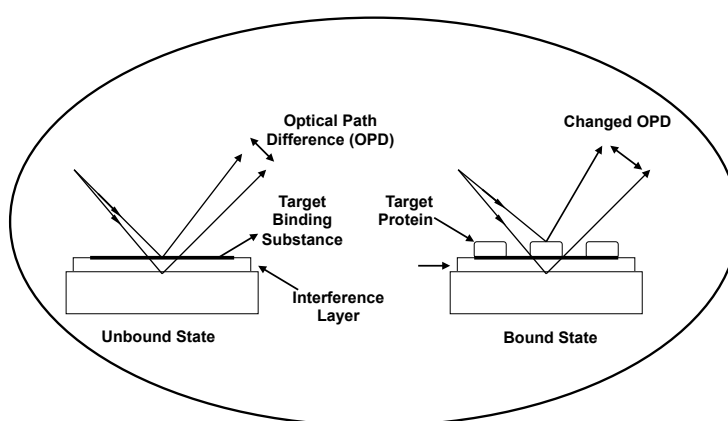 Optical Path
Difference (OPD)
Target
Binding
Substance
Interference
Layer
Unbound State
Changed OPD
Target
Protein
Bound State